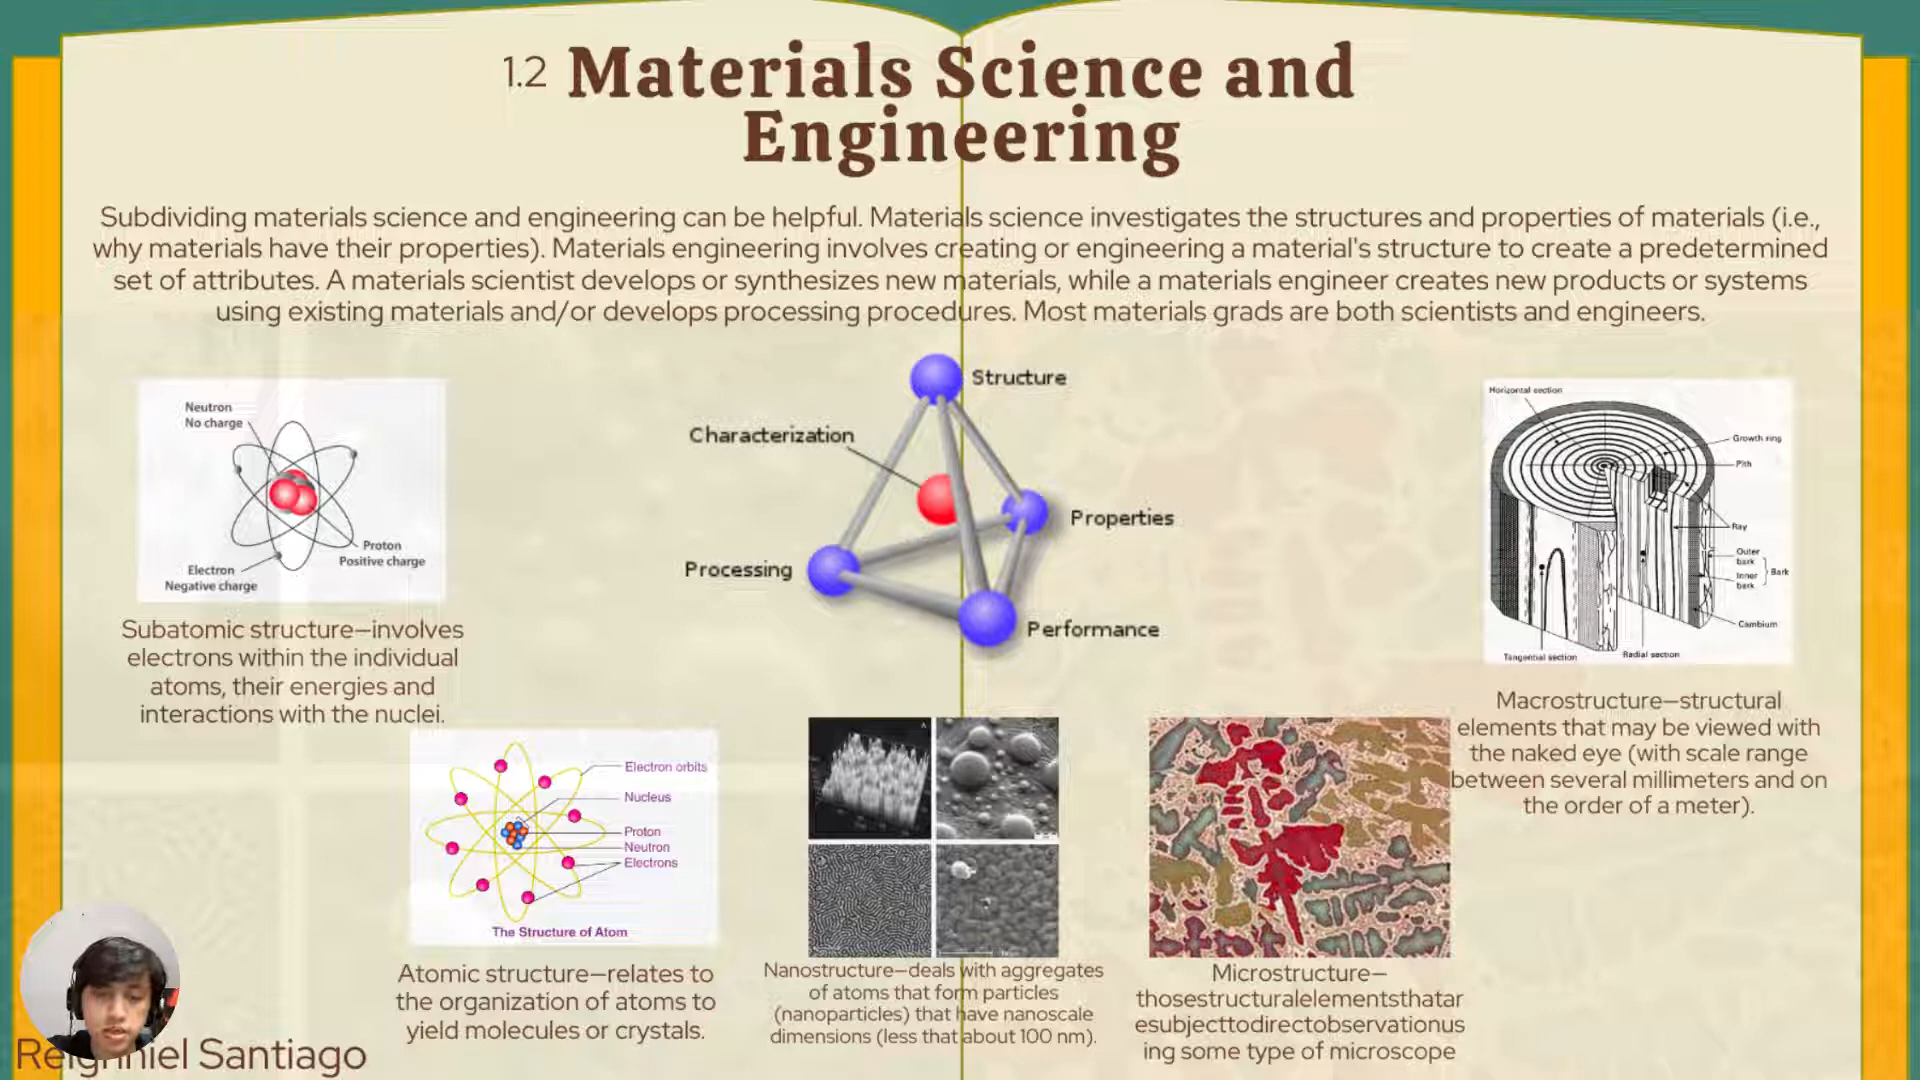 1.2 Materials Science and
Engineering
Subdividing materials science and engineering can be helpful. Materials science investigates the structures and properties of materials (i.e.,
why materials have their properties). Materials engineering involves creating or engineering a material's structure to create a predetermined
set of attributes. A materials scientist develops or synthesizes new materials, while a materials engineer creates new products or systems
using existing materials and/or develops processing procedures. Most materials grads are both scientists and engineers.
Neutron
No charge
Proton
Positive charge
Electron
Negative charge
Subatomic structure—involves
electrons within the individual
atoms, their energies and
interactions with the nuclei.
Structure
Characterization
Properties
Processing
Performance
Horizontal section
Growth ring
Pith
Ray
Outer
bark
Inner
bark
Bark
Cambium
Tangential section
Radial section
Macrostructure—structural
elements that may be viewed with
the naked eye (with scale range
between several millimeters and on
the order of a meter).
Electron orbits
Nucleus
Proton
Neutron
Electrons
The Structure of Atom
Atomic structure—relates to
the organization of atoms to
yield molecules or crystals.
A
Nanostructure—deals with aggregates
of atoms that form particles
(nanoparticles) that have nanoscale
dimensions (less that about 100 nm).
Microstructure—
thosestructuralelementsthatar
esubjecttodirectobservationus
ing some type of microscope
Santiago